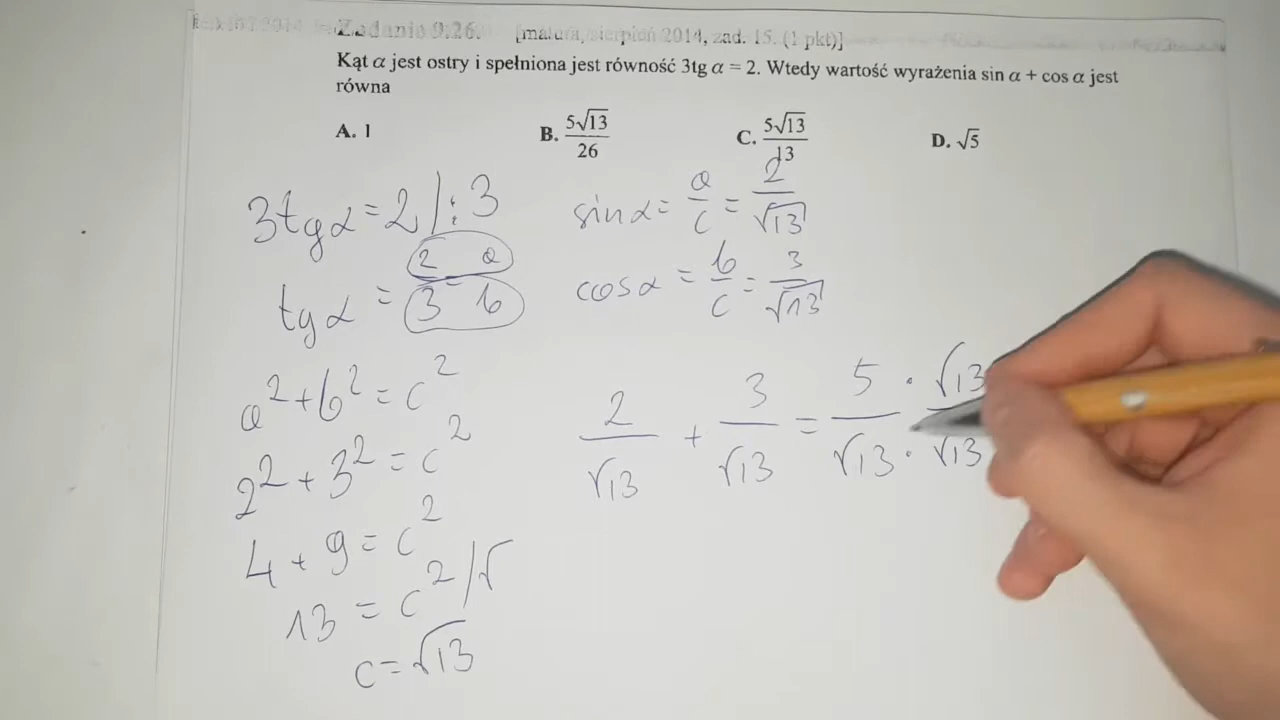 Zadanie 9.26. [matura, sierpień 2014, zad. 15. (1 pkt)]
Kąt α jest ostry i spełniona jest równość 3tg α = 2. Wtedy wartość wyrażenia sin α + cos α jest
równa
A. 1 B. 5√13/26 C. 5√13/13 D. √5
3tgα = 2 |:3
tgα = 2/3 = a/b
a² + b² = c²
2² + 3² = c²
4 + 9 = c²
13 = c² /√
c = √13
sinα = a/c = 2/√13
cosα = b/c = 3/√13
2/√13 + 3/√13 = 5/√13 · √13/√13